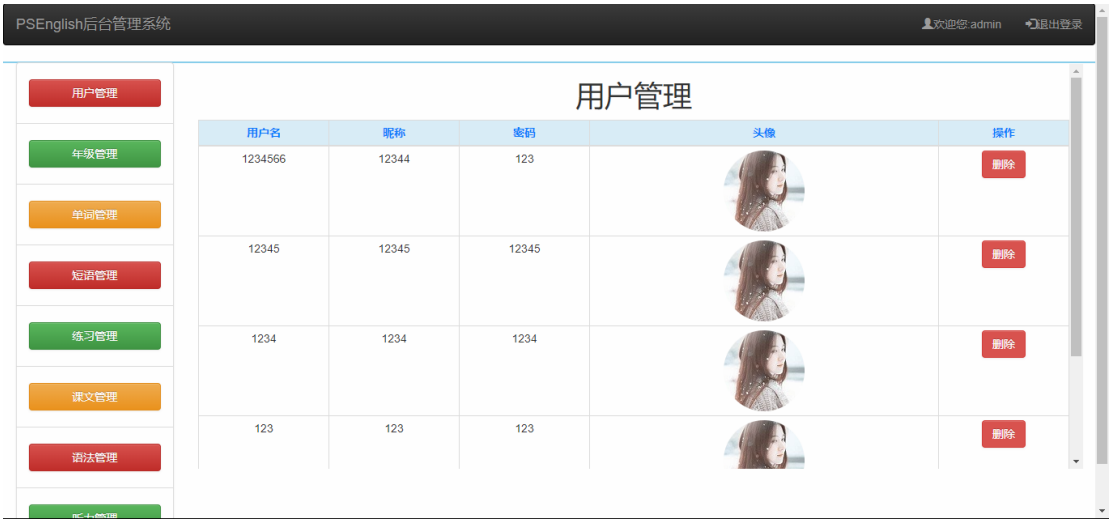 PSEnglish后台管理系统
欢迎您:admin 退出登录
用户管理
年级管理
单词管理
短语管理
练习管理
课文管理
语法管理
听力管理
用户管理
用户名 昵称 密码 头像 操作
1234566 12344 123 删除
12345 12345 12345 删除
1234 1234 1234 删除
123 123 123 删除